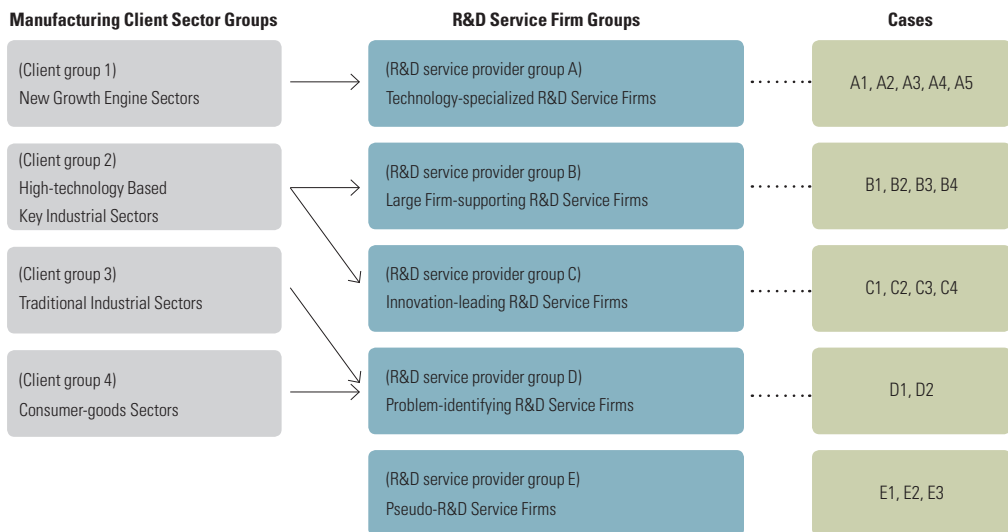 Manufacturing Client Sector Groups
R&D Service Firm Groups
Cases
(Client group 1)
New Growth Engine Sectors
(R&D service provider group A)
Technology-specialized R&D Service Firms
A1, A2, A3, A4, A5
(Client group 2)
High-technology Based
Key Industrial Sectors
(R&D service provider group B)
Large Firm-supporting R&D Service Firms
B1, B2, B3, B4
(Client group 3)
Traditional Industrial Sectors
(R&D service provider group C)
Innovation-leading R&D Service Firms
C1, C2, C3, C4
(Client group 4)
Consumer-goods Sectors
(R&D service provider group D)
Problem-identifying R&D Service Firms
D1, D2
(R&D service provider group E)
Pseudo-R&D Service Firms
E1, E2, E3